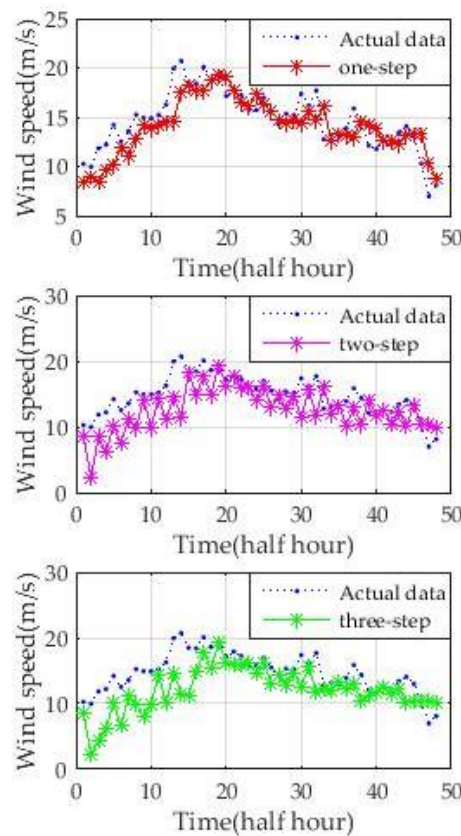 25
20
15
10
5
Wind speed(m/s)
Actual data
one-step
0 10 20 30 40 50
Time(half hour)
30
20
10
0
Wind speed(m/s)
Actual data
two-step
0 10 20 30 40 50
Time(half hour)
30
20
10
0
Wind speed(m/s)
Actual data
three-step
0 10 20 30 40 50
Time(half hour)